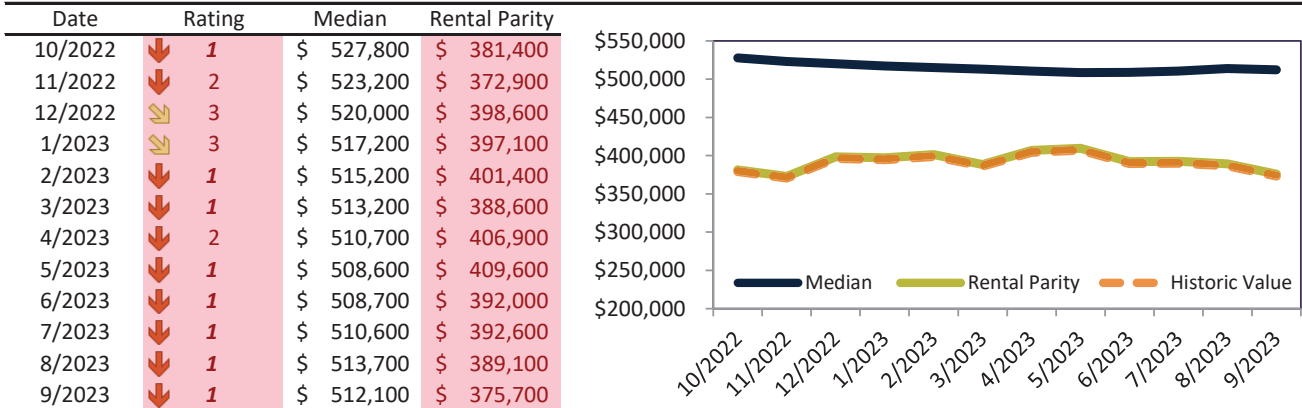 Date Rating Median Rental Parity
10/2022 1 $ 527,800 $ 381,400
11/2022 2 $ 523,200 $ 372,900
12/2022 3 $ 520,000 $ 398,600
1/2023 3 $ 517,200 $ 397,100
2/2023 1 $ 515,200 $ 401,400
3/2023 1 $ 513,200 $ 388,600
4/2023 2 $ 510,700 $ 406,900
5/2023 1 $ 508,600 $ 409,600
6/2023 1 $ 508,700 $ 392,000
7/2023 1 $ 510,600 $ 392,600
8/2023 1 $ 513,700 $ 389,100
9/2023 1 $ 512,100 $ 375,700
$550,000
$500,000
$450,000
$400,000
$350,000
$300,000
$250,000
$200,000
Median Rental Parity Historic Value
10/2022 11/2022 12/2022 1/2023 2/2023 3/2023 4/2023 5/2023 6/2023 7/2023 8/2023 9/2023